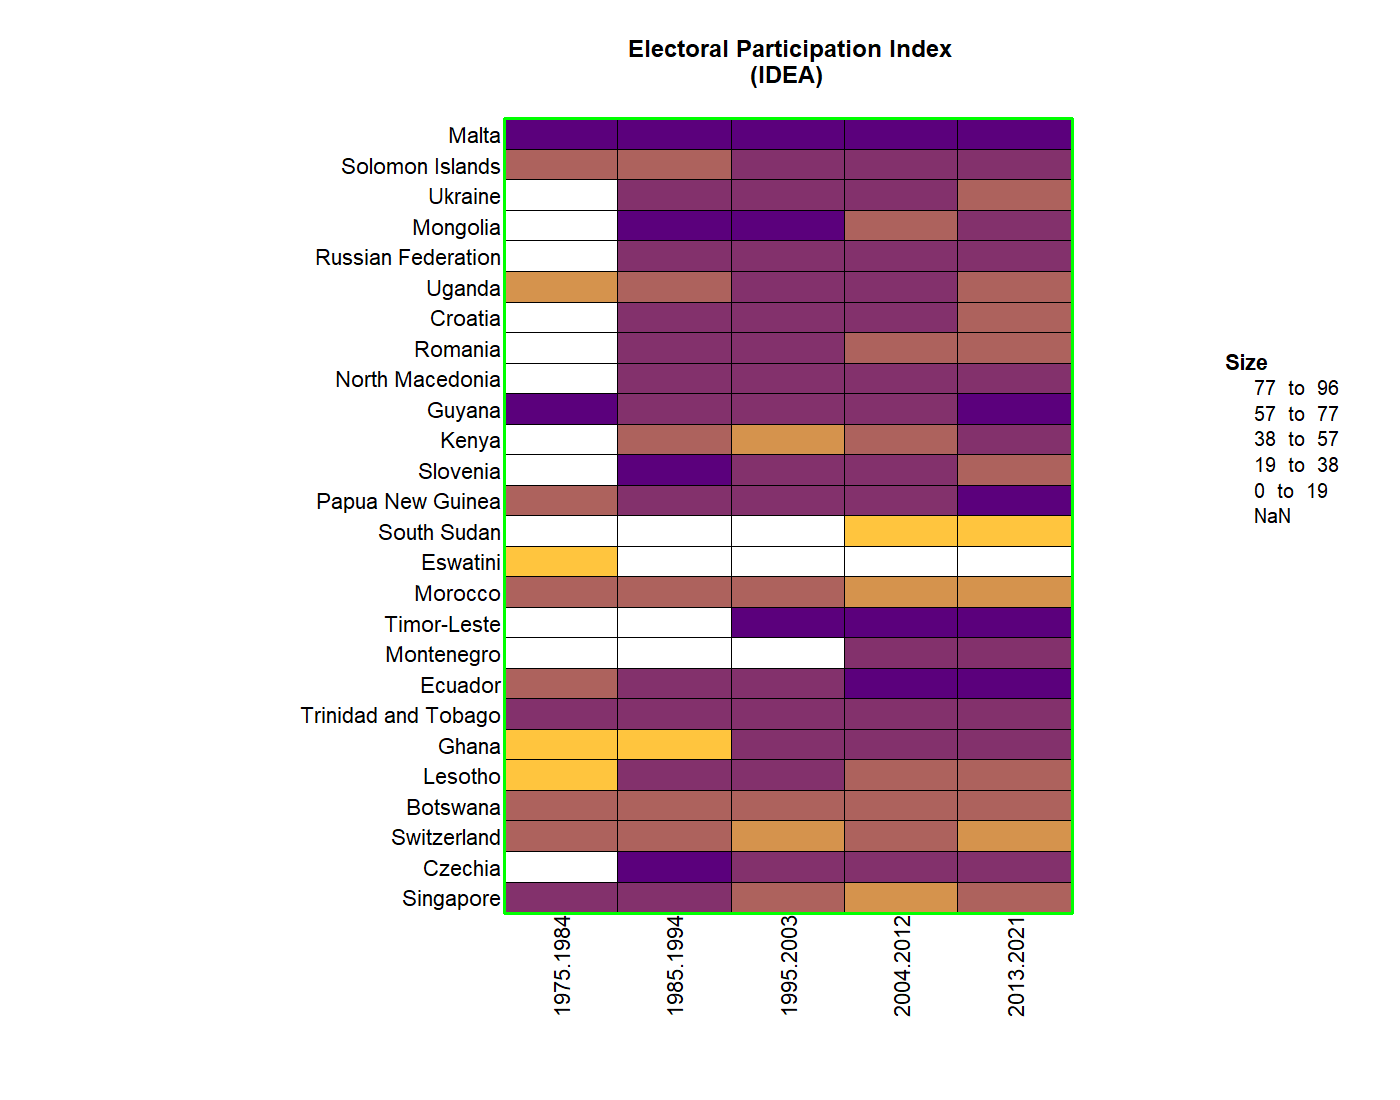 Electoral Participation Index
(IDEA)
Malta
Solomon Islands
Ukraine
Mongolia
Russian Federation
Uganda
Croatia
Romania
North Macedonia
Guyana
Kenya
Slovenia
Papua New Guinea
South Sudan
Eswatini
Morocco
Timor-Leste
Montenegro
Ecuador
Trinidad and Tobago
Ghana
Lesotho
Botswana
Switzerland
Czechia
Singapore
1975.1984
1985.1994
1995.2003
2004.2012
2013.2021
Size
77 to 96
57 to 77
38 to 57
19 to 38
0 to 19
NaN